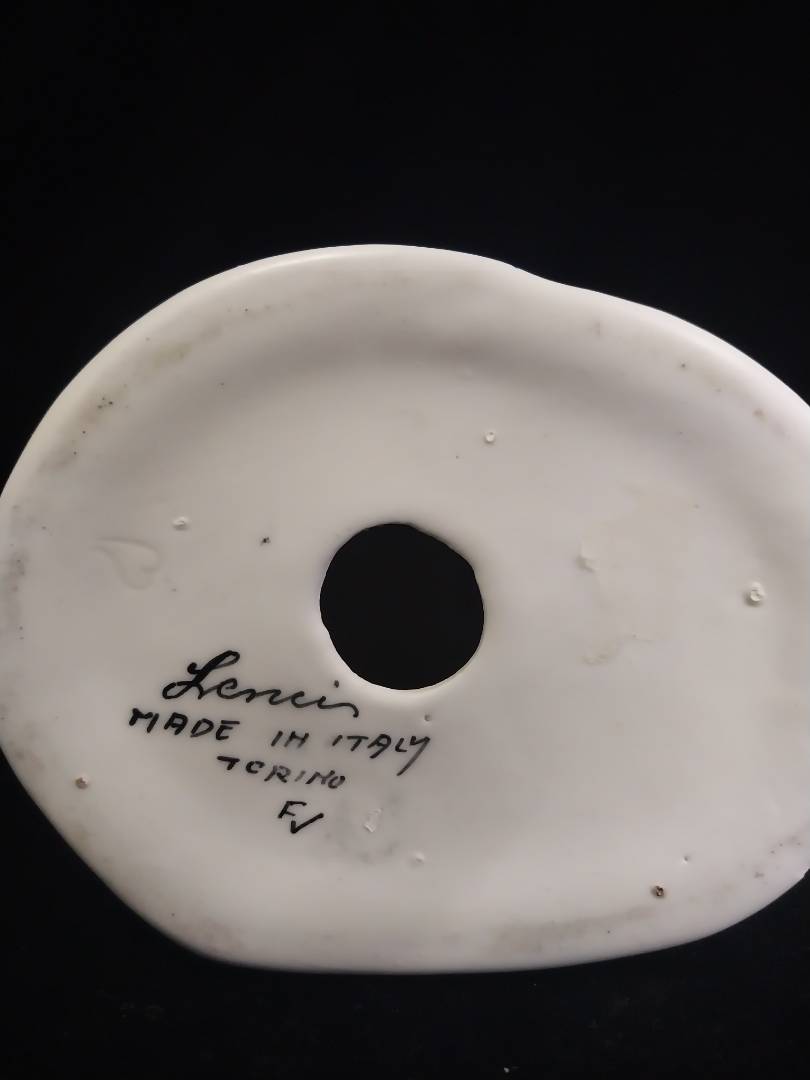 Lenci
MADE IN ITALY
TORINO
FV